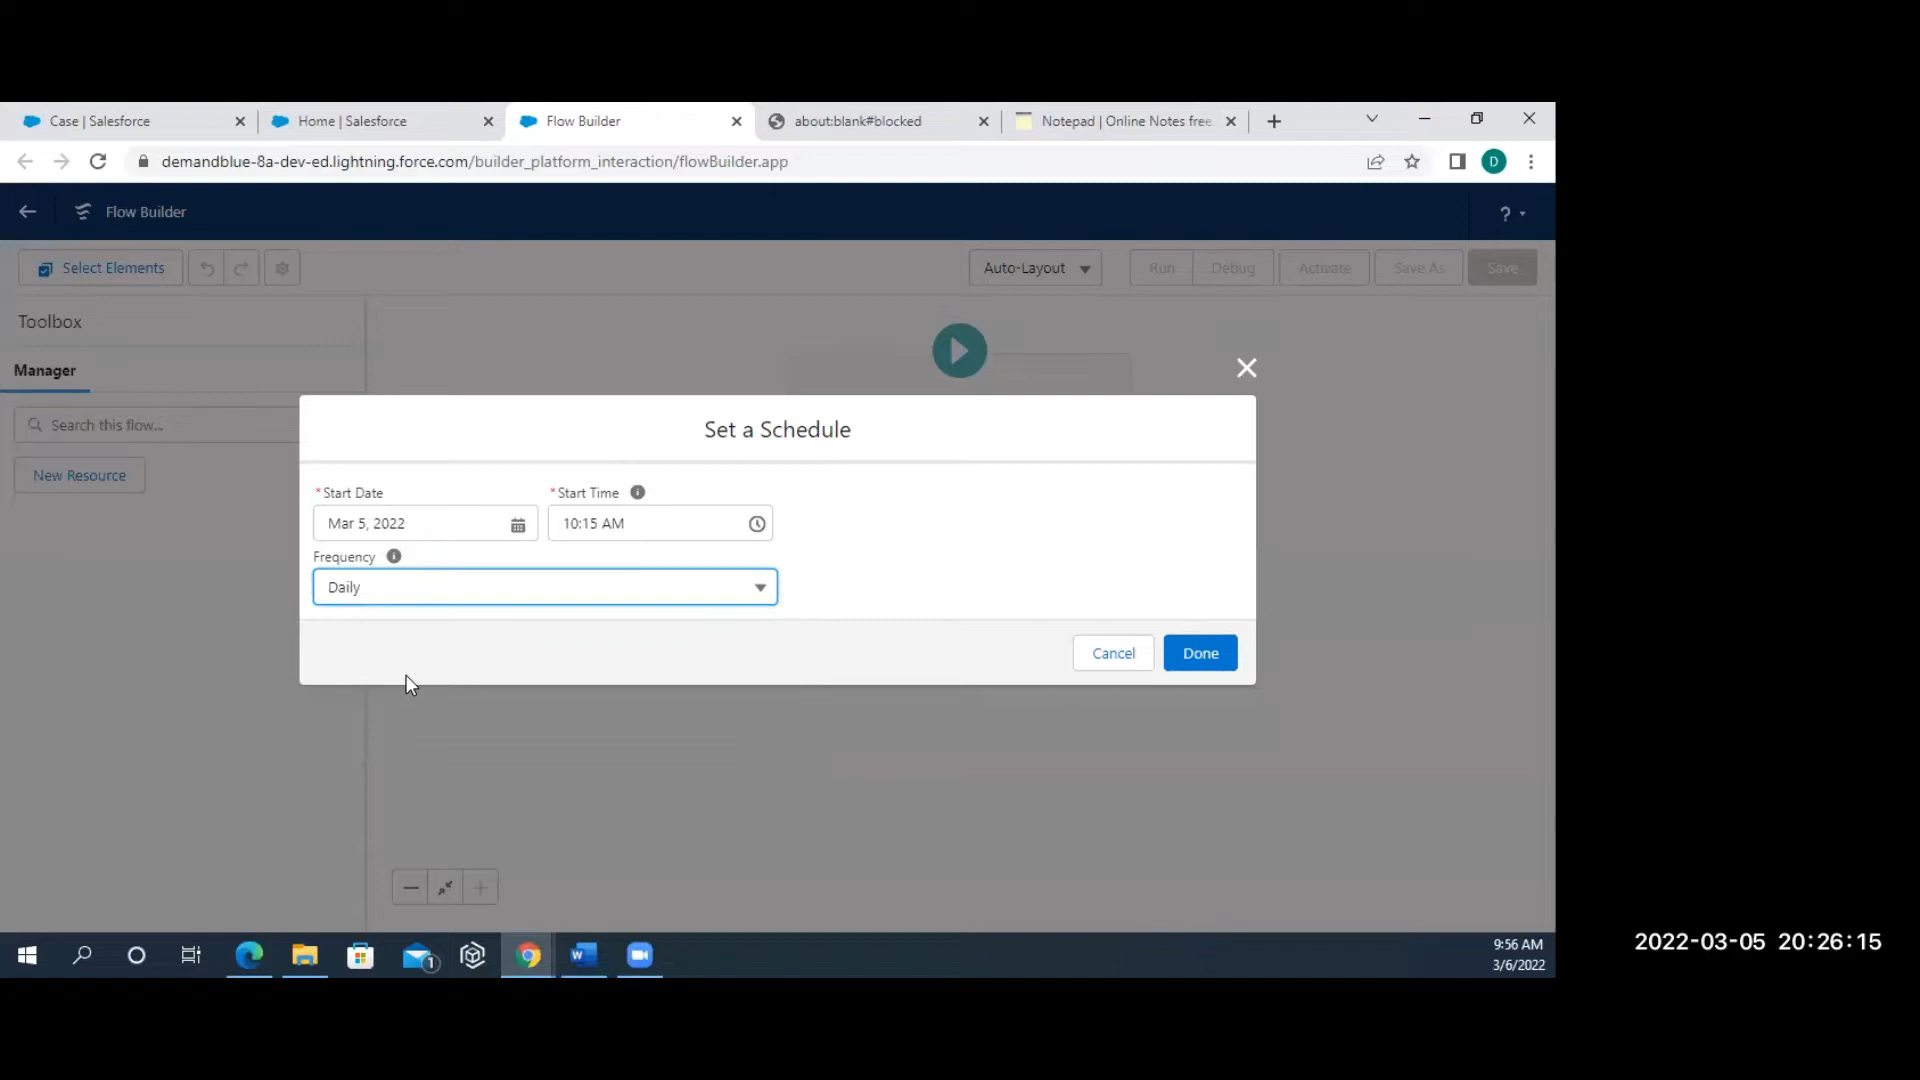 Case | Salesforce
Home | Salesforce
Flow Builder
about:blank#blocked
Notepad | Online Notes free
demandblue-8a-dev-ed.lightning.force.com/builder_platform_interaction/flowBuilder.app
D
Flow Builder
?
Select Elements
Auto-Layout
Run
Debug
Activate
Save As
Save
Toolbox
Manager
Search this flow...
New Resource
Set a Schedule
*Start Date
*Start Time
Mar 5, 2022
10:15 AM
Frequency
Daily
Cancel
Done
1
9:56 AM
3/6/2022
2022-03-05 20:26:15